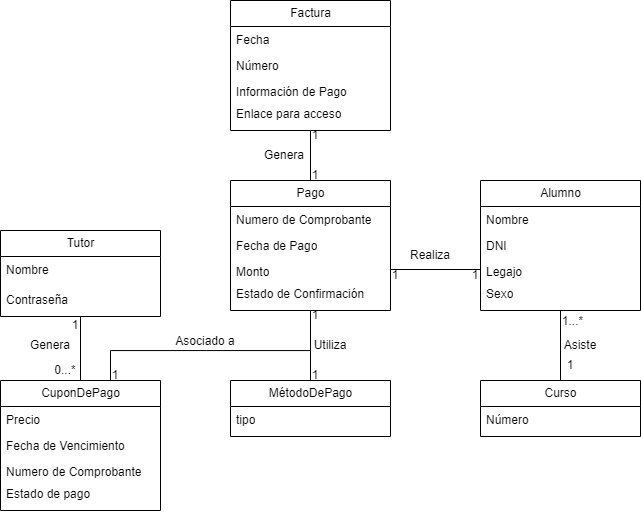 Factura
Fecha
Número
Información de Pago
Enlace para acceso
1
Genera
1
Pago
Numero de Comprobante
Fecha de Pago
Monto
Estado de Confirmación
Realiza
1
1
Alumno
Nombre
DNI
Legajo
Sexo
Tutor
Nombre
Contraseña
1
Genera
0...*
Asociado a
1
1
Utiliza
1
1...*
Asiste
1
CuponDePago
Precio
Fecha de Vencimiento
Numero de Comprobante
Estado de pago
MétodoDePago
tipo
Curso
Número